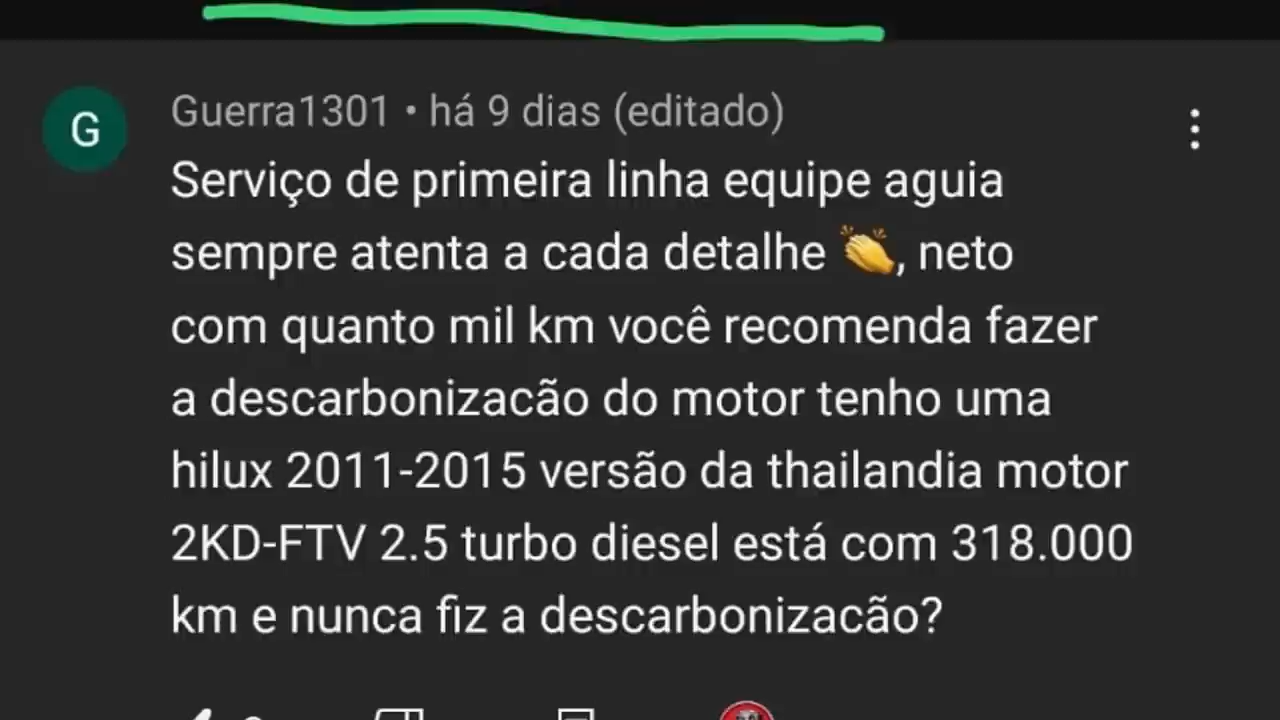 G
Guerra1301 • há 9 dias (editado)
Serviço de primeira linha equipe aguia
sempre atenta a cada detalhe 👏, neto
com quanto mil km você recomenda fazer
a descarbonizacão do motor tenho uma
hilux 2011-2015 versão da thailandia motor
2KD-FTV 2.5 turbo diesel está com 318.000
km e nunca fiz a descarbonizacão?